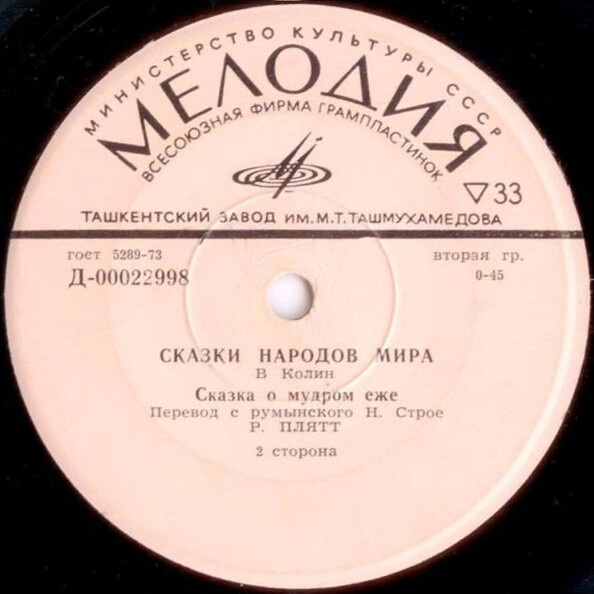 МИНИСТЕРСТВО КУЛЬТУРЫ СССР
МЕЛОДИЯ
ВСЕСОЮЗНАЯ ФИРМА ГРАМПЛАСТИНОК
▽33
ТАШКЕНТСКИЙ ЗАВОД ИМ. М.Т. ТАШМУХАМЕДОВА
гост 5289-73
вторая гр.
Д-00022998
0-45
СКАЗКИ НАРОДОВ МИРА
В Колин
Сказка о мудром еже
Перевод с румынского Н. Строе
Р. ПЛЯТТ
2 сторона